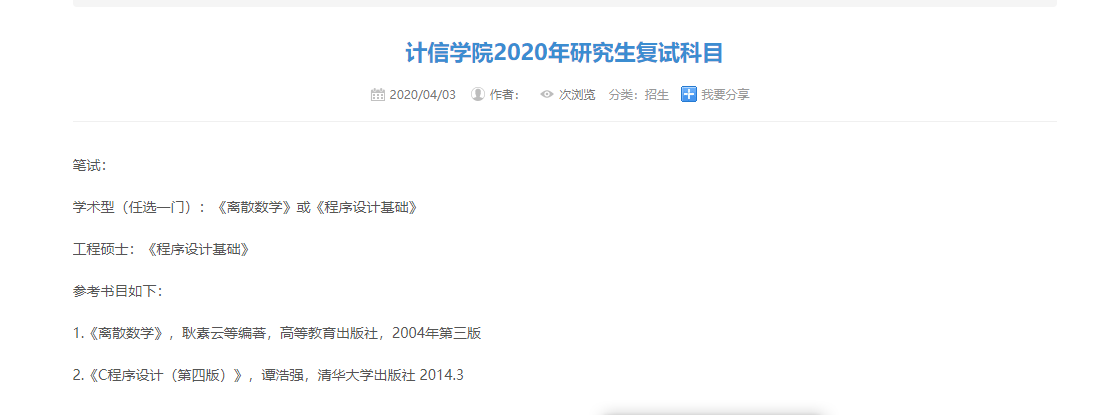 计信学院2020年研究生复试科目
2020/04/03 作者： 次浏览 分类：招生 我要分享
笔试：
学术型（任选一门）：《离散数学》或《程序设计基础》
工程硕士：《程序设计基础》
参考书目如下：
1.《离散数学》，耿素云等编著，高等教育出版社，2004年第三版
2.《C程序设计（第四版）》，谭浩强，清华大学出版社 2014.3